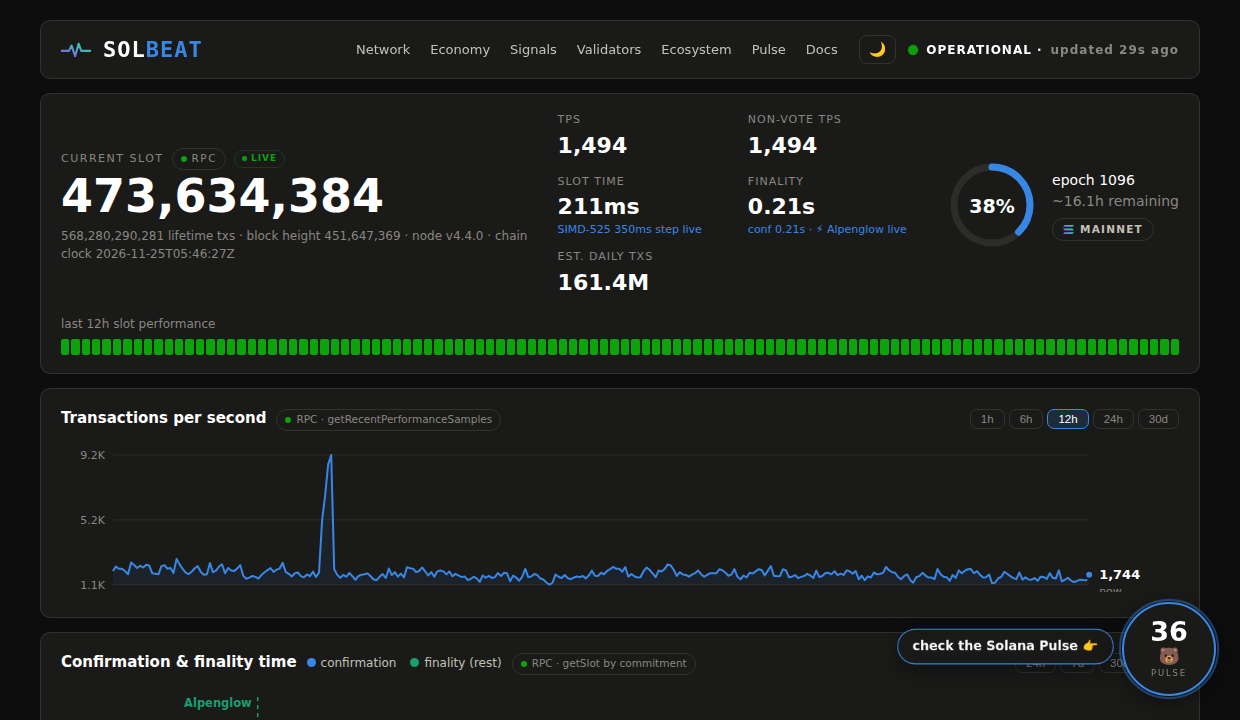 SOLBEAT
Network Economy Signals Validators Ecosystem Pulse Docs
OPERATIONAL · updated 29s ago
CURRENT SLOT RPC LIVE
473,634,384
568,280,290,281 lifetime txs · block height 451,647,369 · node v4.4.0 · chain
clock 2026-11-25T05:46:27Z
TPS
1,494
NON-VOTE TPS
1,494
SLOT TIME
211ms
SIMD-525 350ms step live
FINALITY
0.21s
conf 0.21s · ⚡ Alpenglow live
EST. DAILY TXS
161.4M
38%
epoch 1096
~16.1h remaining
MAINNET
last 12h slot performance
Transactions per second RPC · getRecentPerformanceSamples
1h 6h 12h 24h 30d
9.2K
5.2K
1.1K
1,744
now
Confirmation & finality time confirmation finality (rest) RPC · getSlot by commitment
Alpenglow
check the Solana Pulse 👉
36
PULSE